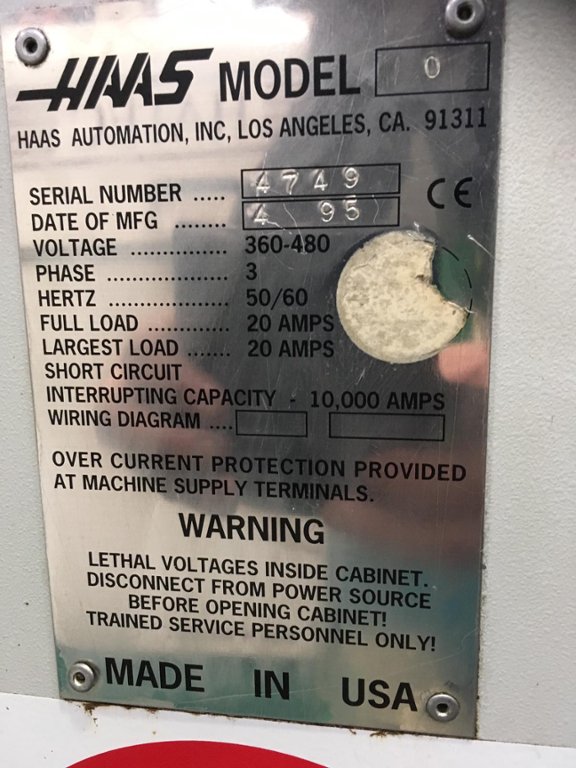 HAAS MODEL 0
HAAS AUTOMATION, INC, LOS ANGELES, CA. 91311
SERIAL NUMBER ..... 4749
DATE OF MFG ....... 4 95
CE
VOLTAGE ............... 360-480
PHASE ................... 3
HERTZ ................... 50/60
FULL LOAD ............. 20 AMPS
LARGEST LOAD ...... 20 AMPS
SHORT CIRCUIT
INTERRUPTING CAPACITY - 10,000 AMPS
WIRING DIAGRAM ....
OVER CURRENT PROTECTION PROVIDED
AT MACHINE SUPPLY TERMINALS.
WARNING
LETHAL VOLTAGES INSIDE CABINET.
DISCONNECT FROM POWER SOURCE
BEFORE OPENING CABINET!
TRAINED SERVICE PERSONNEL ONLY!
MADE IN USA